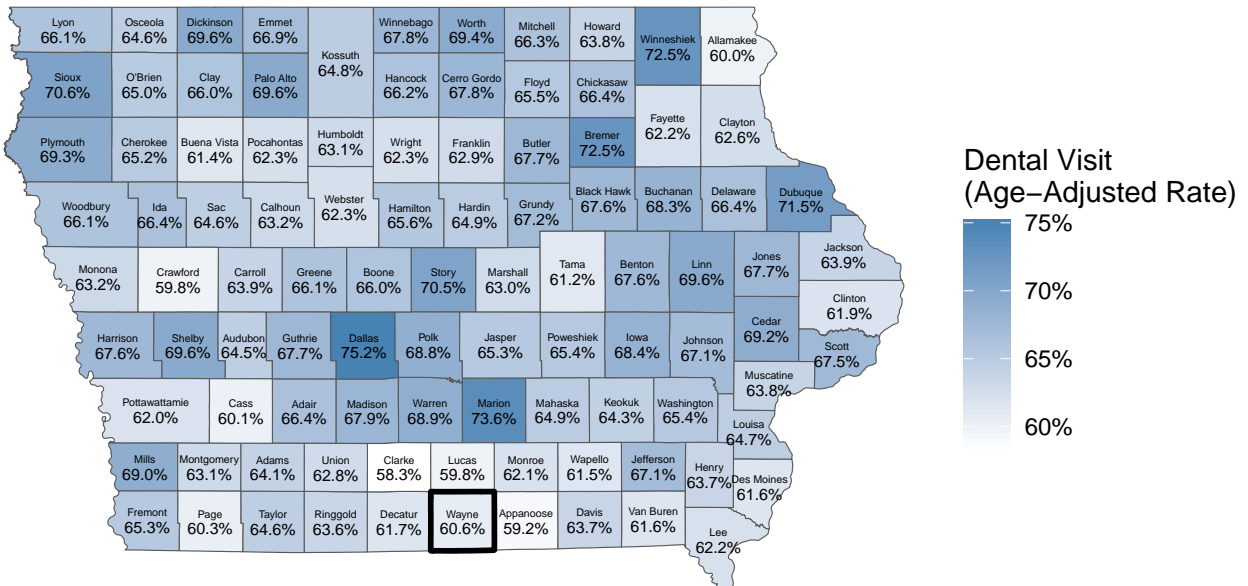 Lyon
66.1%
Osceola
64.6%
Dickinson
69.6%
Emmet
66.9%
Kossuth
64.8%
Winnebago
67.8%
Worth
69.4%
Mitchell
66.3%
Howard
63.8%
Winneshiek
72.5%
Allamakee
60.0%
Sioux
70.6%
O'Brien
65.0%
Clay
66.0%
Palo Alto
69.6%
Hancock
66.2%
Cerro Gordo
67.8%
Floyd
65.5%
Chickasaw
66.4%
Fayette
62.2%
Clayton
62.6%
Plymouth
69.3%
Cherokee
65.2%
Buena Vista
61.4%
Pocahontas
62.3%
Humboldt
63.1%
Wright
62.3%
Franklin
62.9%
Butler
67.7%
Bremer
72.5%
Woodbury
66.1%
Ida
66.4%
Sac
64.6%
Calhoun
63.2%
Webster
62.3%
Hamilton
65.6%
Hardin
64.9%
Grundy
67.2%
Black Hawk
67.6%
Buchanan
68.3%
Delaware
66.4%
Dubuque
71.5%
Monona
63.2%
Crawford
59.8%
Carroll
63.9%
Greene
66.1%
Boone
66.0%
Story
70.5%
Marshall
63.0%
Tama
61.2%
Benton
67.6%
Linn
69.6%
Jones
67.7%
Jackson
63.9%
Clinton
61.9%
Harrison
67.6%
Shelby
69.6%
Audubon
64.5%
Guthrie
67.7%
Dallas
75.2%
Polk
68.8%
Jasper
65.3%
Poweshiek
65.4%
Iowa
68.4%
Johnson
67.1%
Cedar
69.2%
Scott
67.5%
Muscatine
63.8%
Pottawattamie
62.0%
Cass
60.1%
Adair
66.4%
Madison
67.9%
Warren
68.9%
Marion
73.6%
Mahaska
64.9%
Keokuk
64.3%
Washington
65.4%
Louisa
64.7%
Mills
69.0%
Montgomery
63.1%
Adams
64.1%
Union
62.8%
Clarke
58.3%
Lucas
59.8%
Monroe
62.1%
Wapello
61.5%
Jefferson
67.1%
Henry
63.7%
Des Moines
61.6%
Fremont
65.3%
Page
60.3%
Taylor
64.6%
Ringgold
63.6%
Decatur
61.7%
Wayne
60.6%
Appanoose
59.2%
Davis
63.7%
Van Buren
61.6%
Lee
62.2%
Dental Visit
(Age−Adjusted Rate)
75%
70%
65%
60%